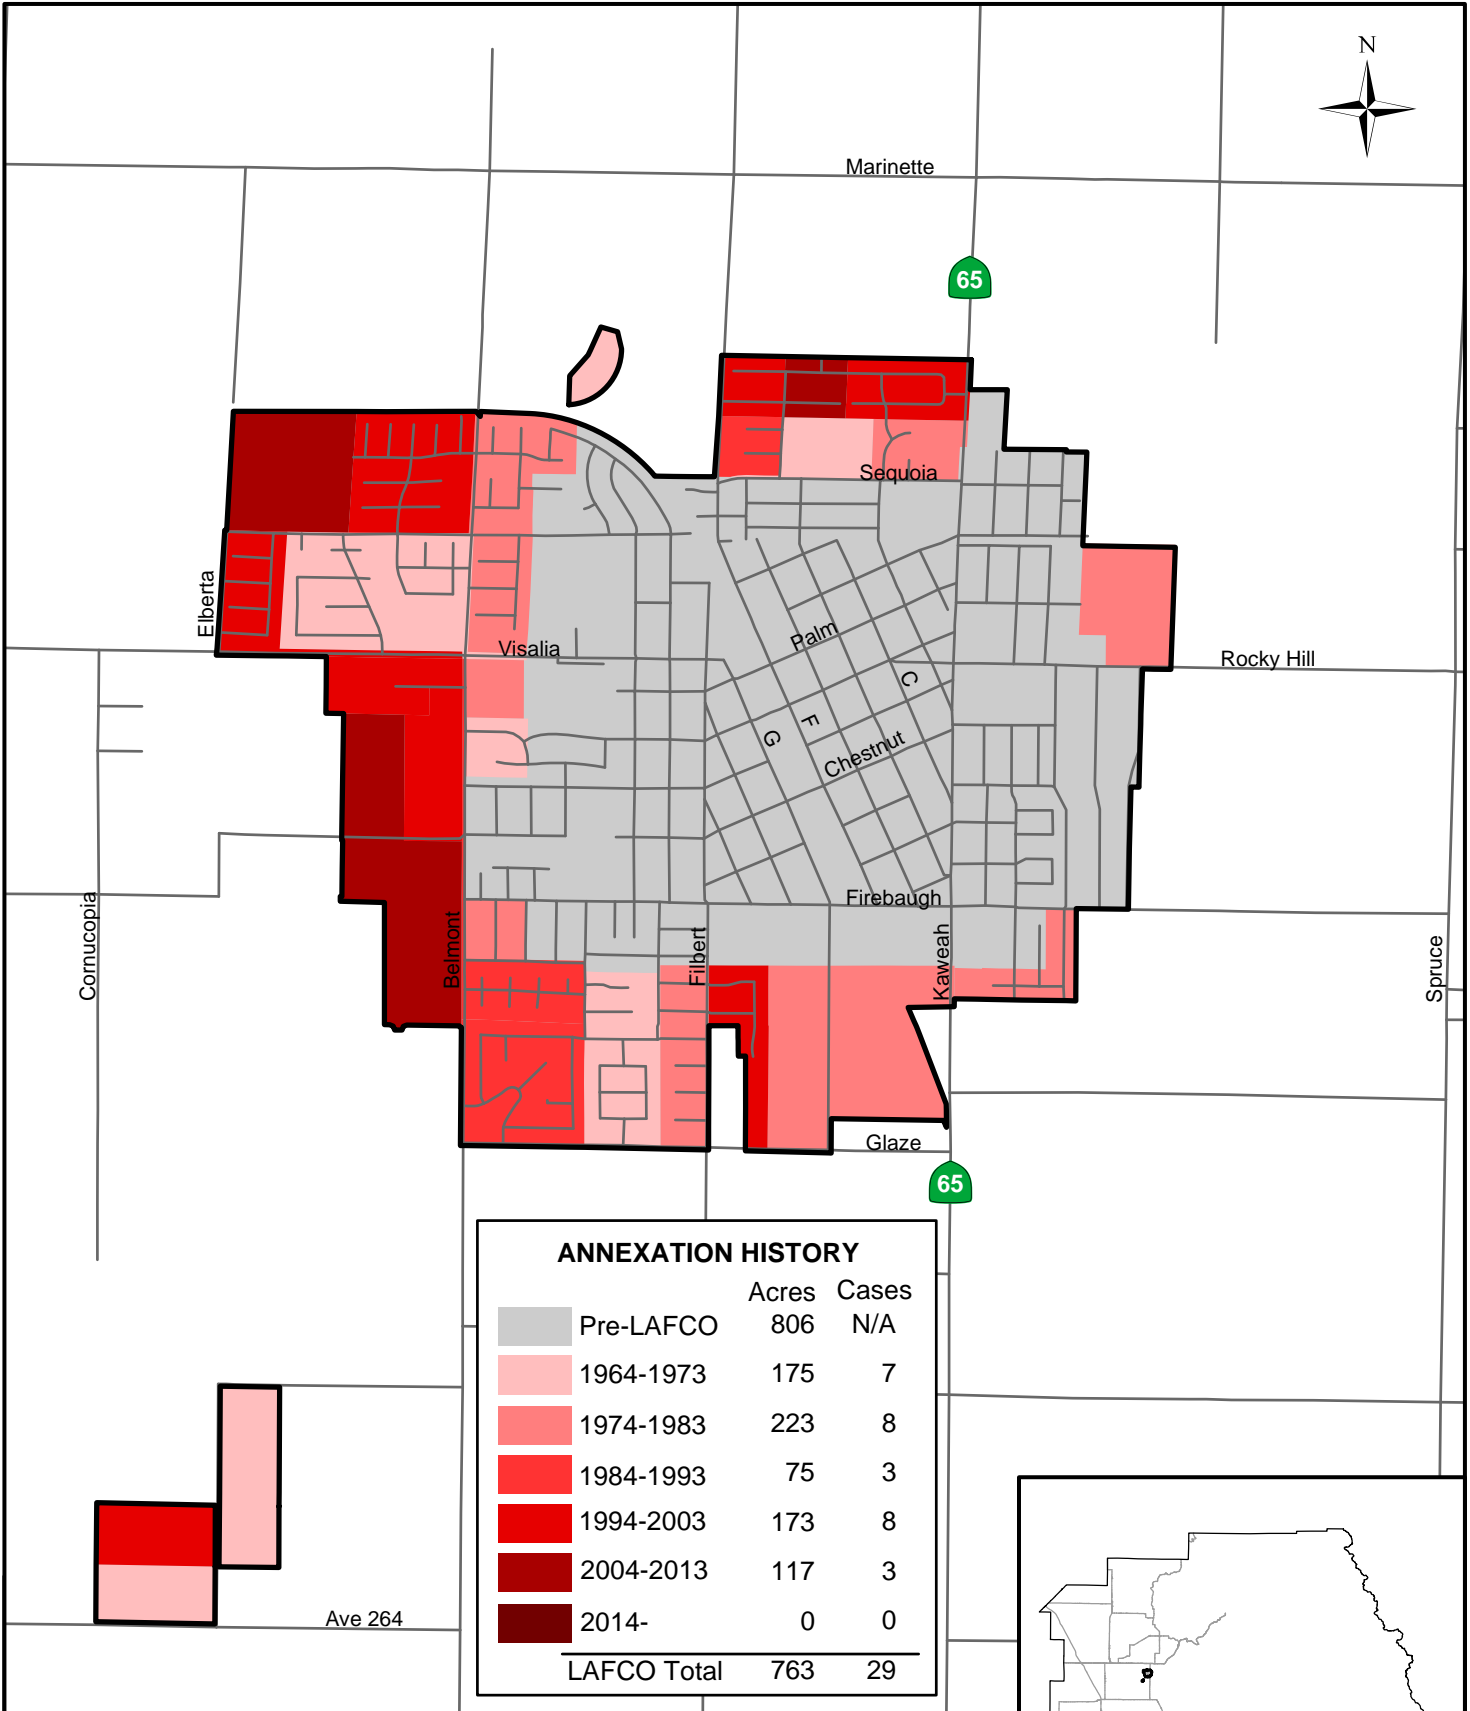 N
Marinette
65
Sequoia
Elberta
Palm
Visalia
Rocky Hill
C
F
G
Chestnut
Firebaugh
Cornucopia
Belmont
Filbert
Kaweah
Spruce
Glaze
65
ANNEXATION HISTORY
Acres Cases
Pre-LAFCO 806 N/A
1964-1973 175 7
1974-1983 223 8
1984-1993 75 3
1994-2003 173 8
2004-2013 117 3
2014- 0 0
LAFCO Total 763 29
Ave 264